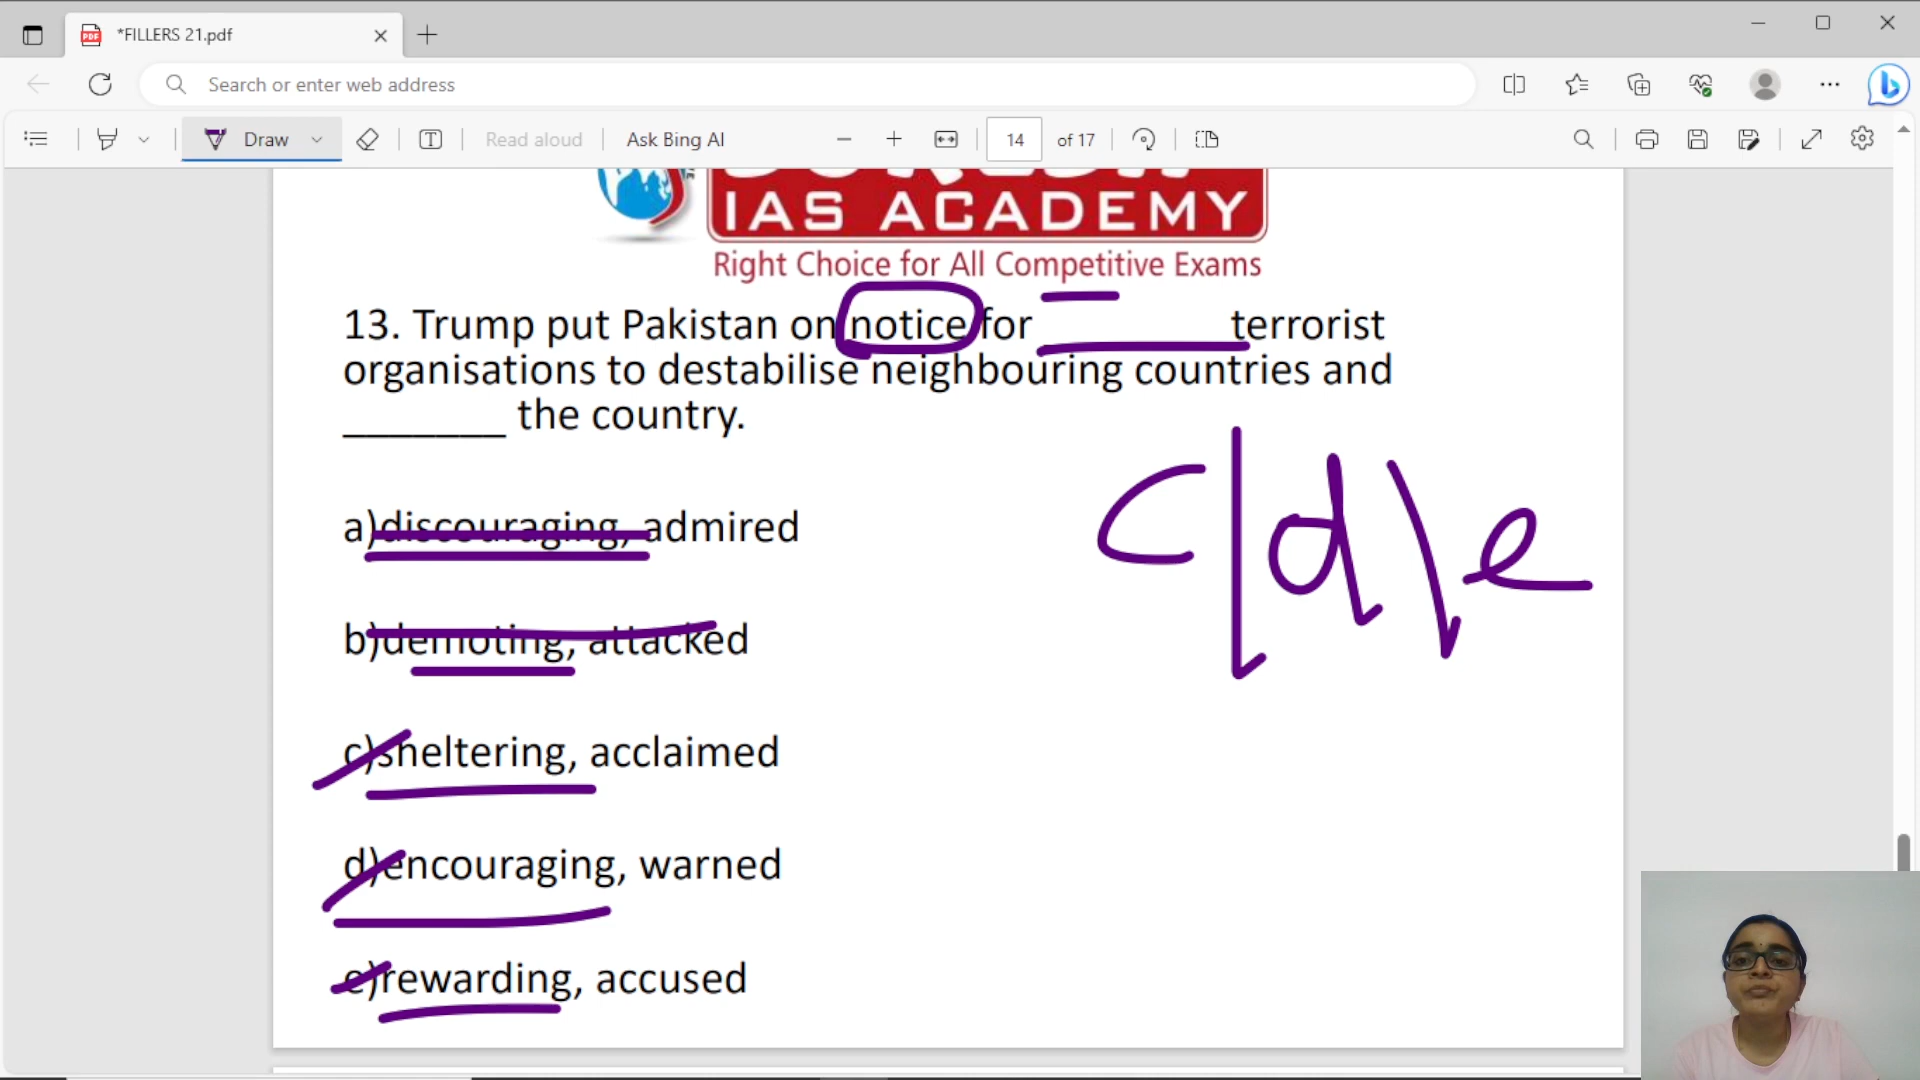 *FILLERS 21.pdf
Search or enter web address
Draw
Read aloud
Ask Bing AI
14 of 17
IAS ACADEMY
Right Choice for All Competitive Exams
13. Trump put Pakistan on notice for ________ terrorist
organisations to destabilise neighbouring countries and
_______ the country.
c|d\e
a)discouraging, admired
b)demoting, attacked
c)sheltering, acclaimed
d)encouraging, warned
e)rewarding, accused